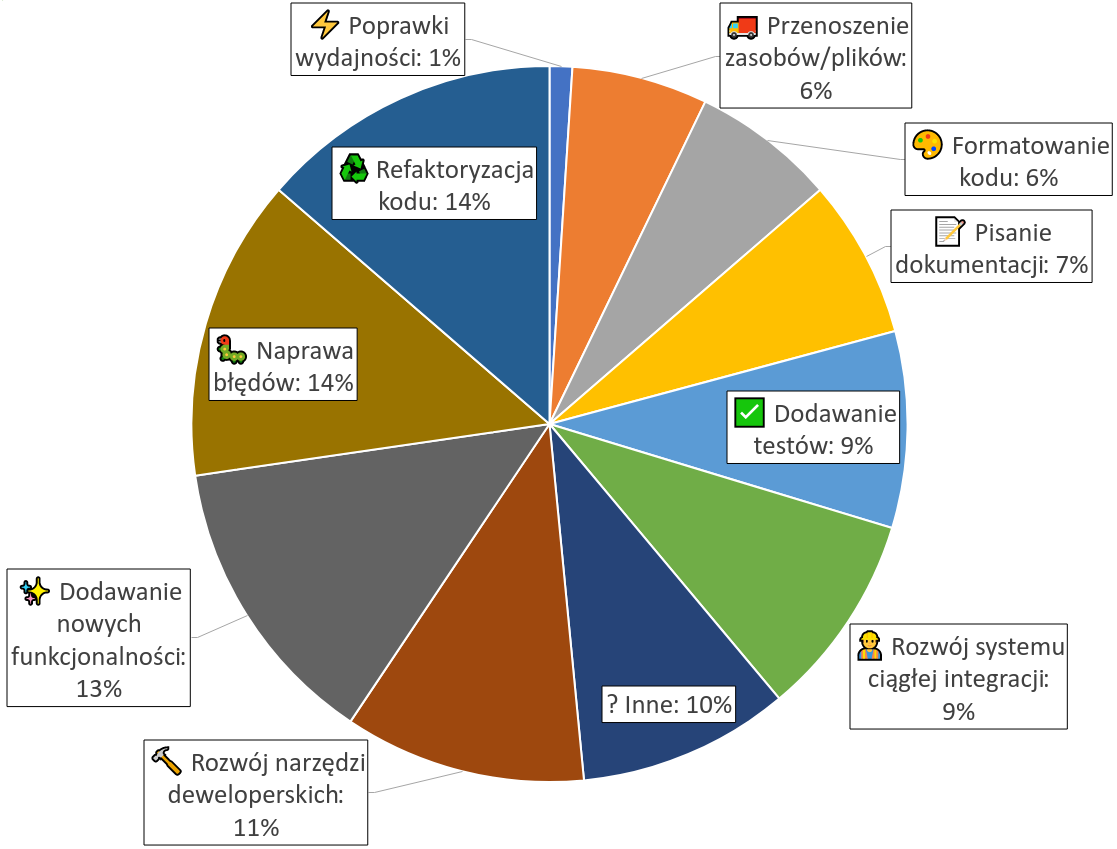 ⚡ Poprawki
wydajności: 1%
🚚 Przenoszenie
zasobów/plików:
6%
🎨 Formatowanie
kodu: 6%
📝 Pisanie
dokumentacji: 7%
✅ Dodawanie
testów: 9%
👷 Rozwój systemu
ciągłej integracji:
9%
? Inne: 10%
🔨 Rozwój narzędzi
deweloperskich:
11%
✨ Dodawanie
nowych
funkcjonalności:
13%
🐛 Naprawa
błędów: 14%
♻ Refaktoryzacja
kodu: 14%